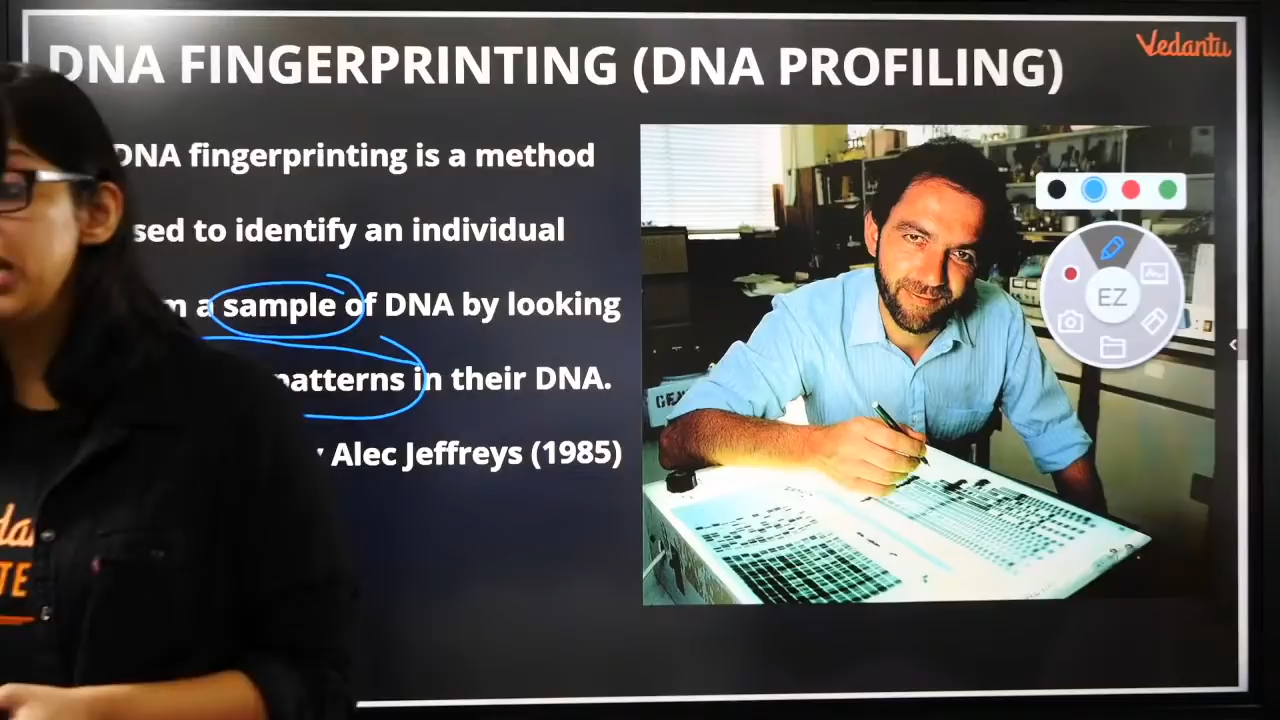 DNA FINGERPRINTING (DNA PROFILING)
Vedantu
DNA fingerprinting is a method
sed to identify an individual
m a sample of DNA by looking
patterns in their DNA.
Alec Jeffreys (1985)
EZ